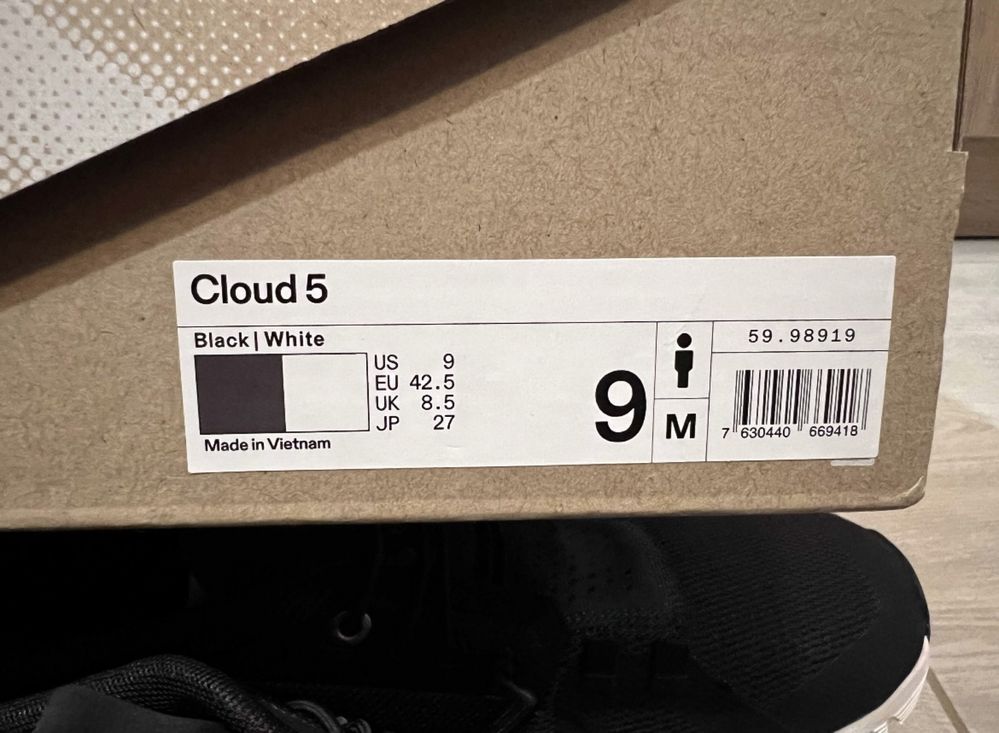 Cloud 5
Black | White
US 9
EU 42.5
UK 8.5
JP 27
Made in Vietnam
9
M
59.98919
7 630440 669418